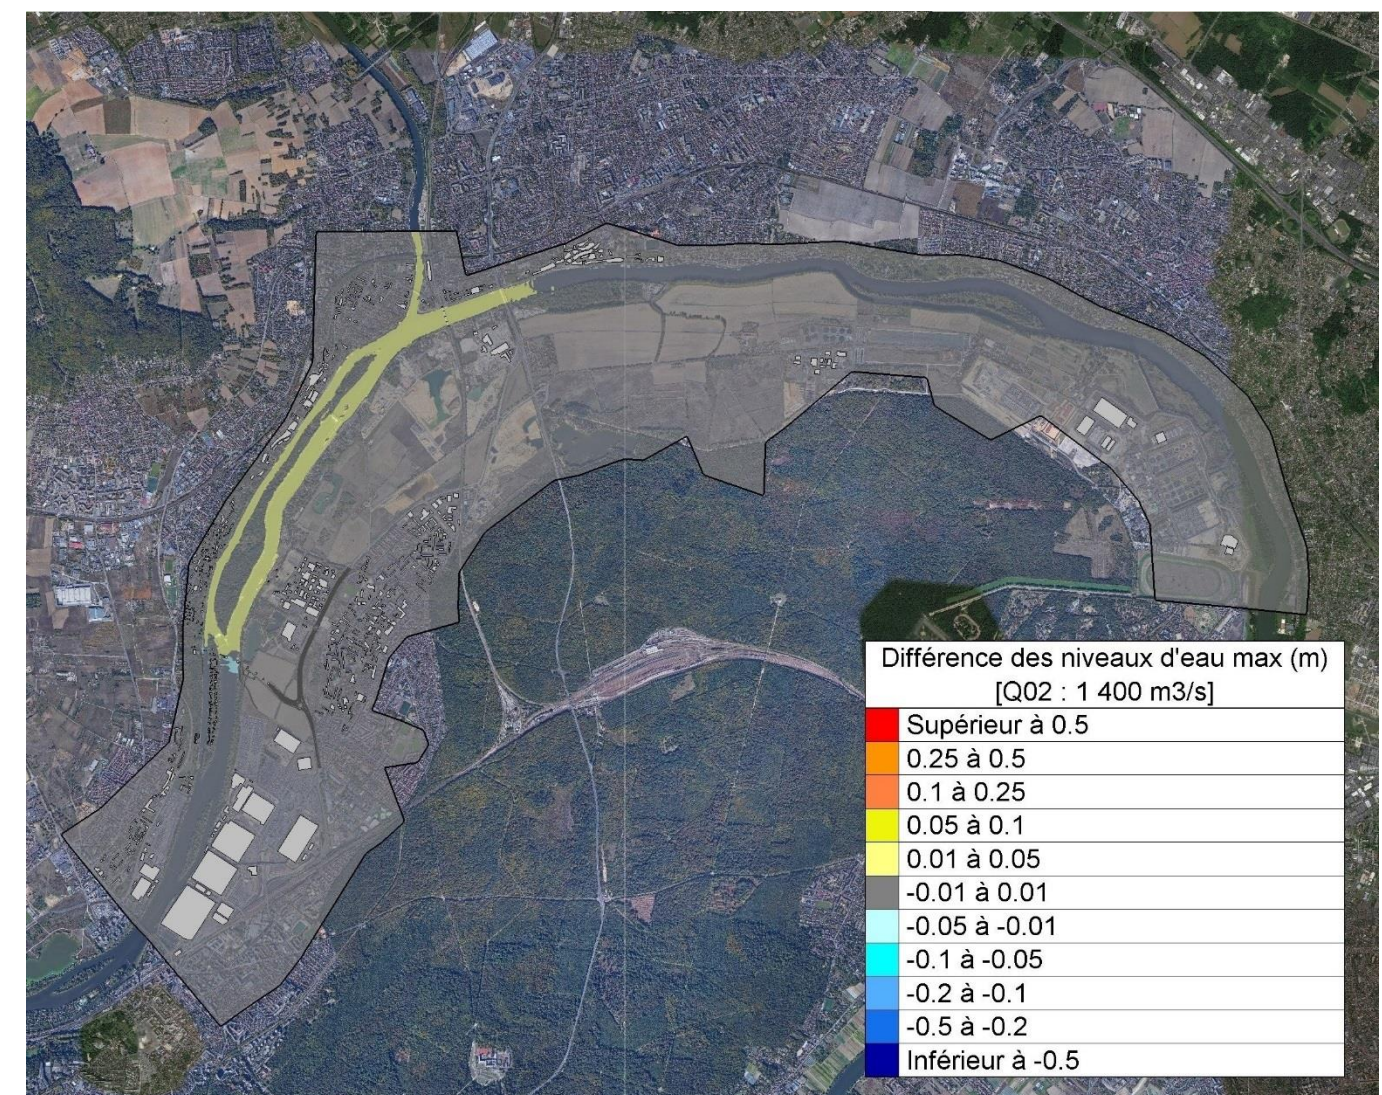 Différence des niveaux d'eau max (m)
[Q02 : 1 400 m3/s]
Supérieur à 0.5
0.25 à 0.5
0.1 à 0.25
0.05 à 0.1
0.01 à 0.05
-0.01 à 0.01
-0.05 à -0.01
-0.1 à -0.05
-0.2 à -0.1
-0.5 à -0.2
Inférieur à -0.5